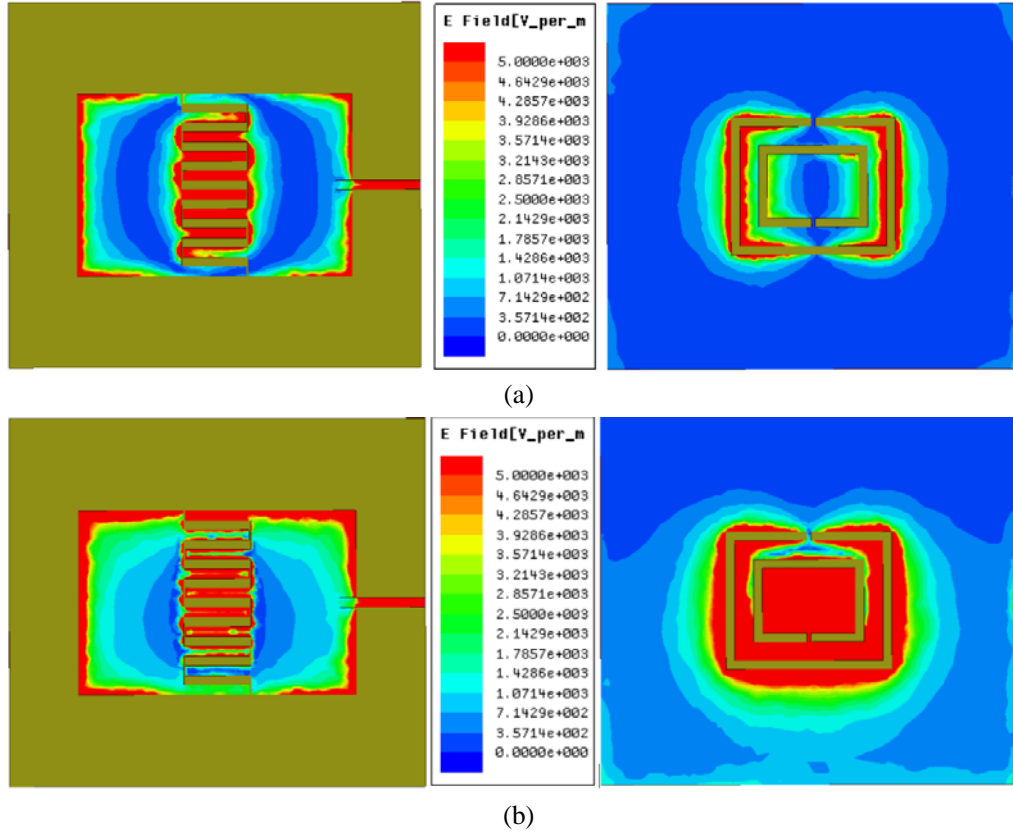 E Field[V_per_m
5.0000e+003
4.6429e+003
4.2857e+003
3.9286e+003
3.5714e+003
3.2143e+003
2.8571e+003
2.5000e+003
2.1429e+003
1.7857e+003
1.4286e+003
1.0714e+003
7.1429e+002
3.5714e+002
0.0000e+000
(a)
E Field[V_per_m
5.0000e+003
4.6429e+003
4.2857e+003
3.9286e+003
3.5714e+003
3.2143e+003
2.8571e+003
2.5000e+003
2.1429e+003
1.7857e+003
1.4286e+003
1.0714e+003
7.1429e+002
3.5714e+002
0.0000e+000
(b)